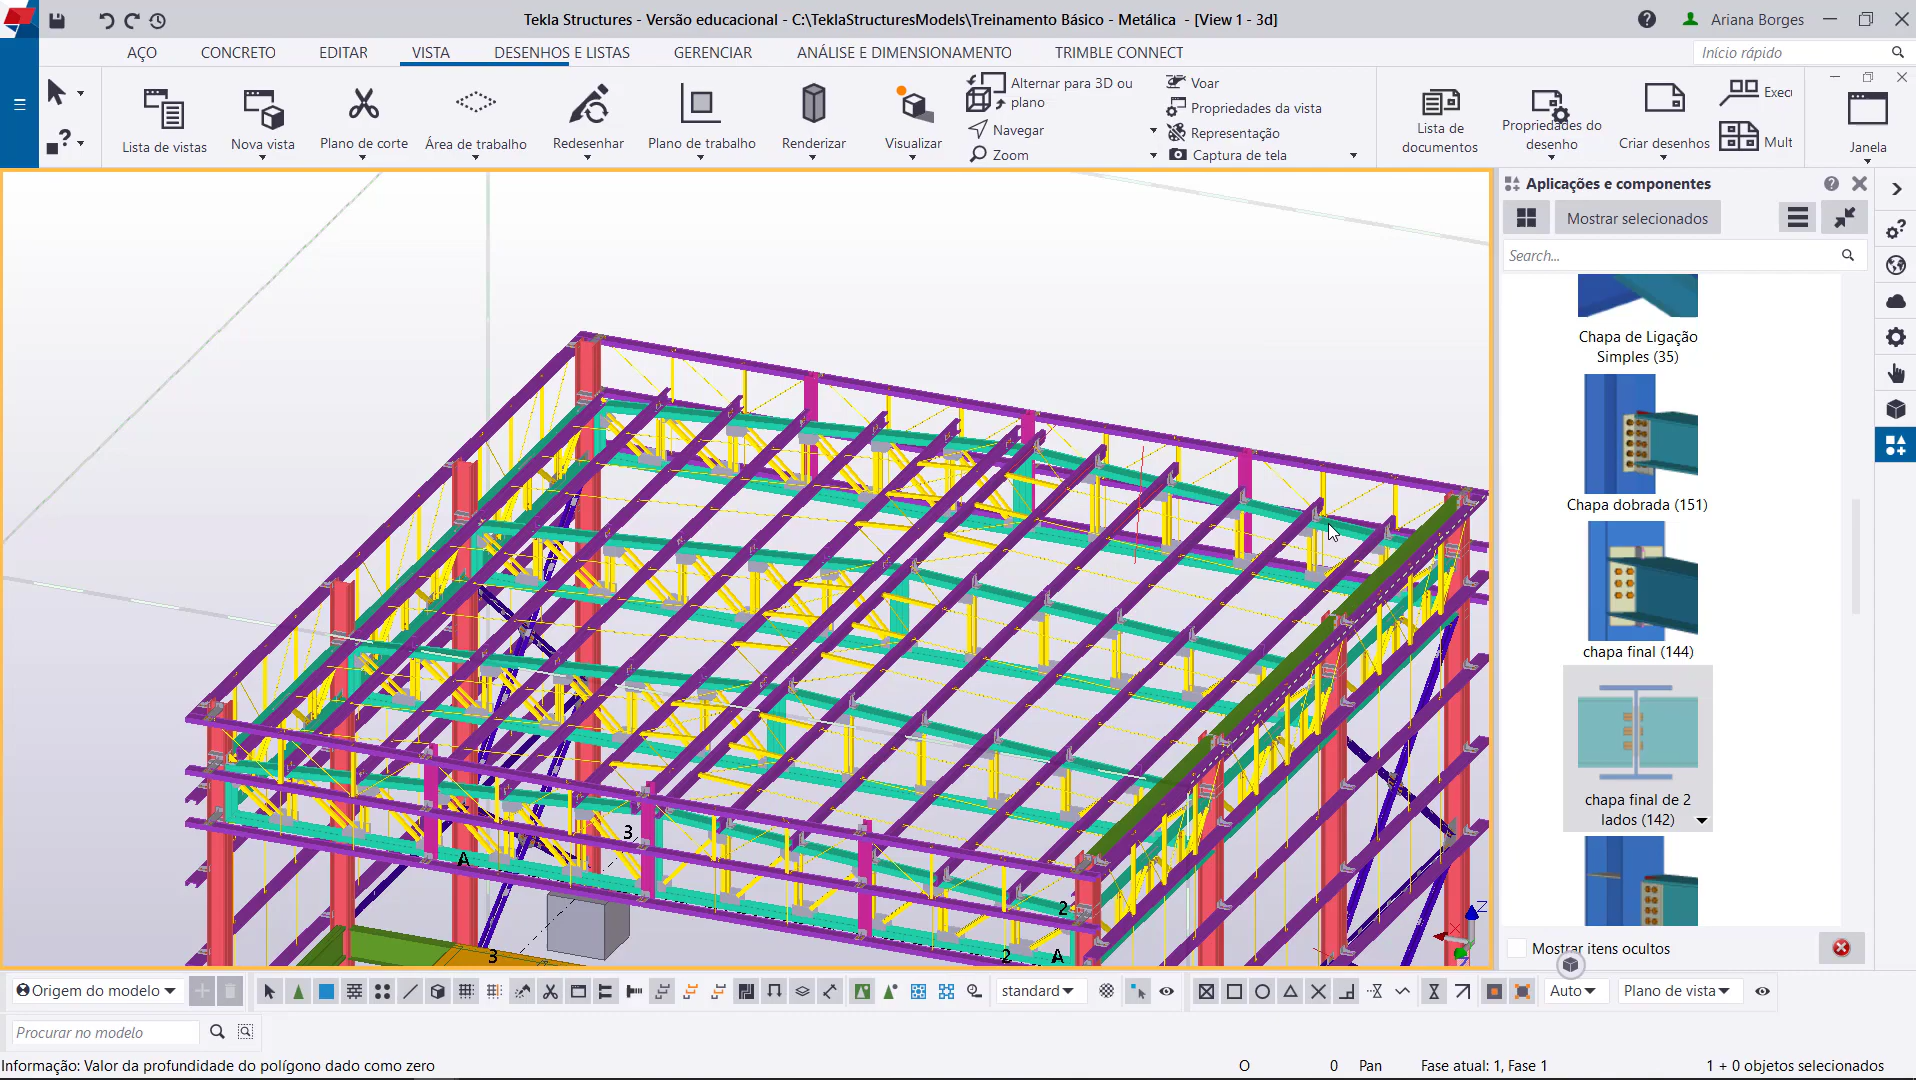 Tekla Structures - Versão educacional - C:\TeklaStructuresModels\Treinamento Básico - Metálica  - [View 1 - 3d]
Ariana Borges
AÇO
CONCRETO
EDITAR
VISTA
DESENHOS E LISTAS
GERENCIAR
ANÁLISE E DIMENSIONAMENTO
TRIMBLE CONNECT
Início rápido
Lista de vistas
Nova vista
Plano de corte
Área de trabalho
Redesenhar
Plano de trabalho
Renderizar
Visualizar
Alternar para 3D ou
plano
Navegar
Zoom
Voar
Propriedades da vista
Representação
Captura de tela
Lista de
documentos
Propriedades do
desenho
Criar desenhos
Exec
Mult
Janela
Aplicações e componentes
Mostrar selecionados
Search...
Chapa de Ligação
Simples (35)
Chapa dobrada (151)
chapa final (144)
chapa final de 2
lados (142)
Mostrar itens ocultos
3
A
3
2
2
A
Z
Origem do modelo
standard
Auto
Plano de vista
Procurar no modelo
Informação: Valor da profundidade do polígono dado como zero
O
0
Pan
Fase atual: 1, Fase 1
1 + 0 objetos selecionados